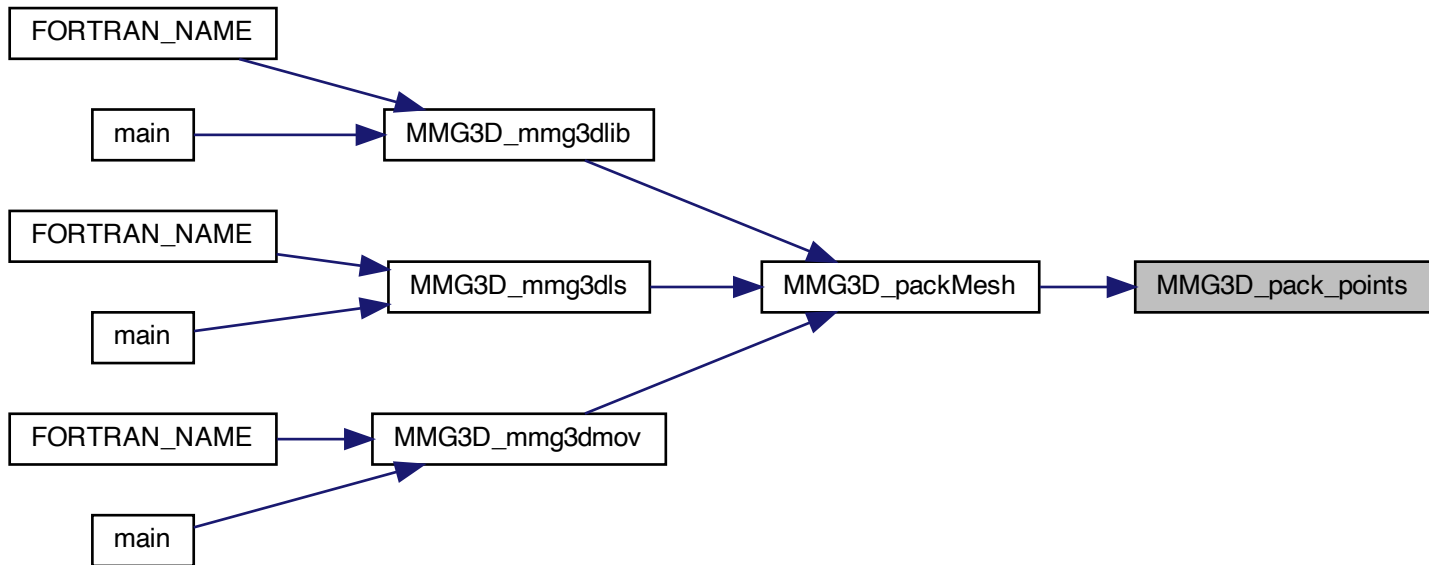 FORTRAN_NAME
main
MMG3D_mmg3dlib
FORTRAN_NAME
MMG3D_mmg3dls
MMG3D_packMesh
MMG3D_pack_points
main
FORTRAN_NAME
MMG3D_mmg3dmov
main